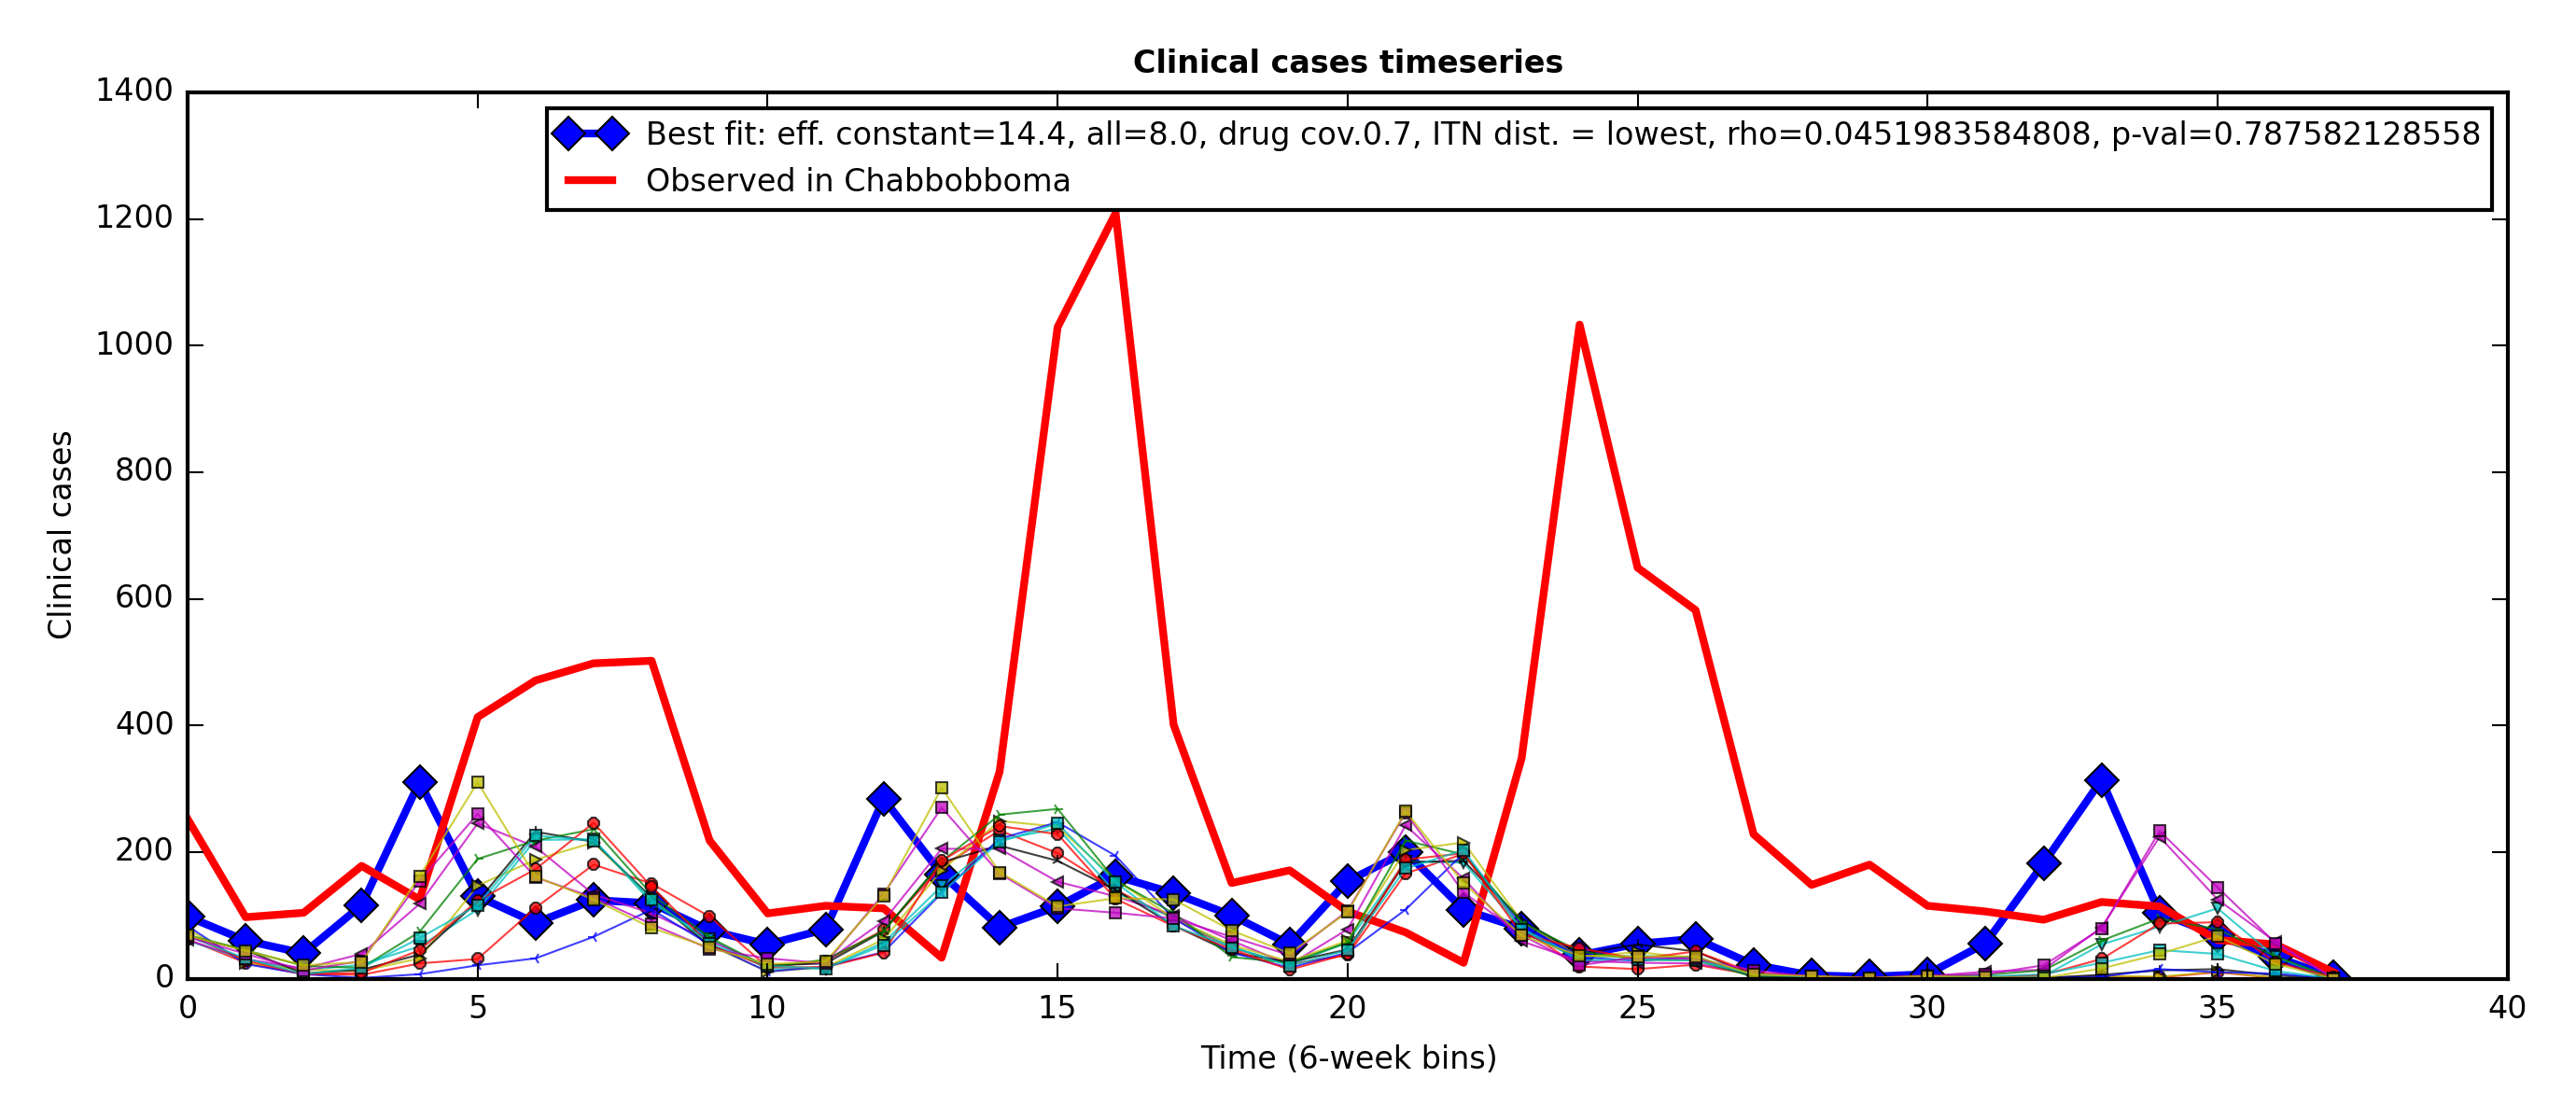 Clinical cases timeseries
1400
1200
1000
800
600
400
200
0
Clinical cases
Best fit: eff. constant=14.4, all=8.0, drug cov.0.7, ITN dist. = lowest, rho=0.0451983584808, p-val=0.787582128558
Observed in Chabbobboma
0 5 10 15 20 25 30 35 40
Time (6-week bins)